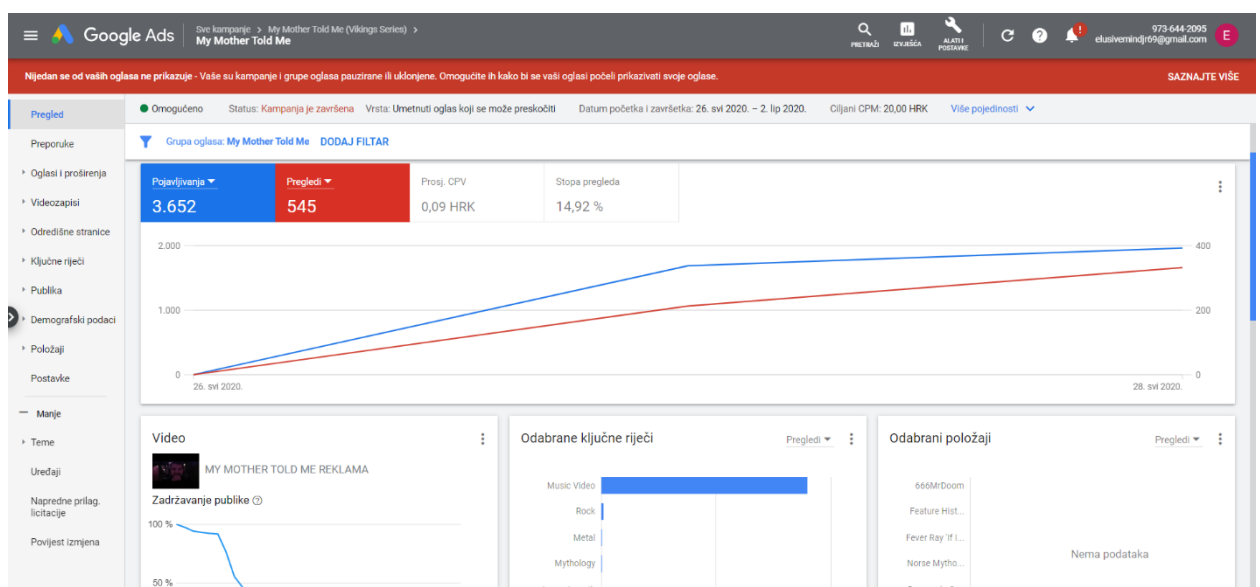 Google Ads
Sve kampanje > My Mother Told Me (Vikings Series) >
My Mother Told Me
PRETRAŽI
IZVJEŠĆA
ALATI I
POSTAVKE
973-644-2095
elusivemindjr69@gmail.com
E
Nijedan se od vaših oglasa ne prikazuje - Vaše su kampanje i grupe oglasa pauzirane ili uklonjene. Omogućite ih kako bi se vaši oglasi počeli prikazivati svoje oglase.
SAZNAJTE VIŠE
Pregled
Preporuke
Oglasi i proširenja
Videozapisi
Odredišne stranice
Ključne riječi
Publika
Demografski podaci
Položaji
Postavke
Manje
Teme
Uređaji
Napredne prilag.
licitacije
Povijest izmjena
Omogućeno Status: Kampanja je završena Vrsta: Umetnuti oglas koji se može preskočiti Datum početka i završetka: 26. svi 2020. – 2. lip 2020. Ciljani CPM: 20,00 HRK Više pojedinosti
Grupa oglasa: My Mother Told Me DODAJ FILTAR
Pojavljivanja Pregledi Prosj. CPV Stopa pregleda
3.652 545 0,09 HRK 14,92 %
2.000 400
1.000 200
0 0
26. svi 2020. 28. svi 2020.
Video
MY MOTHER TOLD ME REKLAMA
Zadržavanje publike
100 %
50 %
Odabrane ključne riječi Pregledi
Music Video
Rock
Metal
Mythology
Odabrani položaji Pregledi
666MrDoom
Feature Hist...
Fever Ray 'If I...
Norse Mytho...
Nema podataka